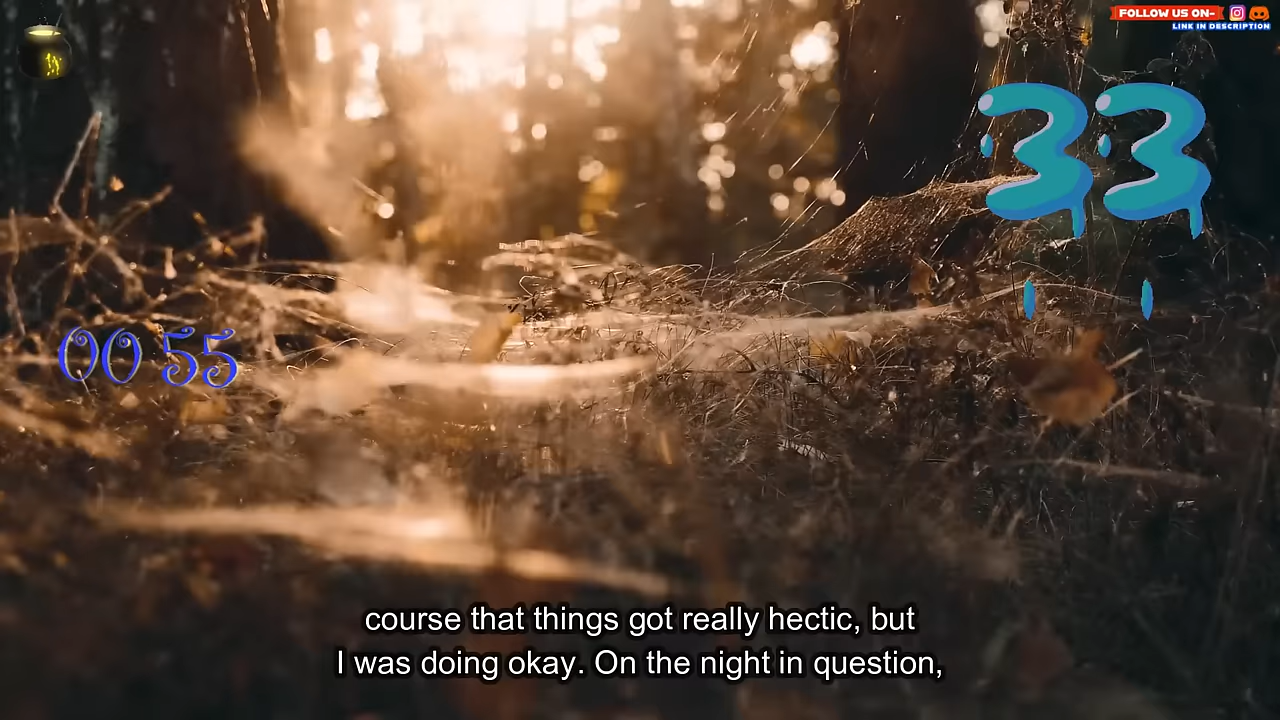 FOLLOW US ON-
LINK IN DESCRIPTION
33
00 55
course that things got really hectic, but
I was doing okay. On the night in question,